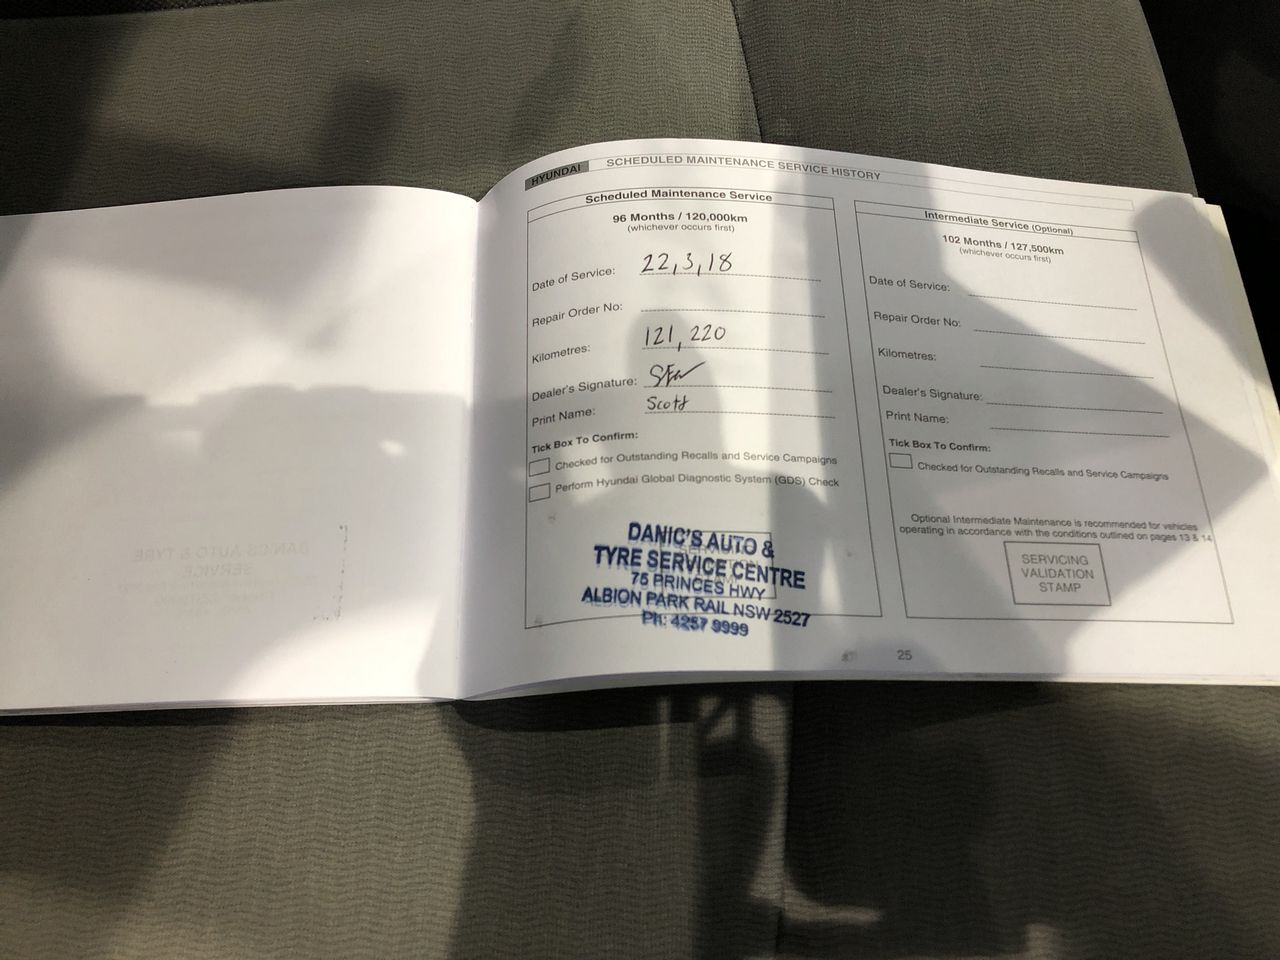 HYUNDAI SCHEDULED MAINTENANCE SERVICE HISTORY
Scheduled Maintenance Service
96 Months / 120,000km
(whichever occurs first)
Date of Service: 22,3,18
Repair Order No:
Kilometres: 121,220
Dealer's Signature:
Print Name: Scott
Tick Box To Confirm:
Checked for Outstanding Recalls and Service Campaigns
Perform Hyundai Global Diagnostic System (GDS) Check
DANIC'S AUTO &
TYRE SERVICE CENTRE
75 PRINCES HWY
ALBION PARK RAIL NSW 2527
PH: 4257 9999
Intermediate Service (Optional)
102 Months / 127,500km
(whichever occurs first)
Date of Service:
Repair Order No:
Kilometres:
Dealer's Signature:
Print Name:
Tick Box To Confirm:
Checked for Outstanding Recalls and Service Campaigns
Optional Intermediate Maintenance is recommended for vehicles
operating in accordance with the conditions outlined on pages 13 & 14
SERVICING
VALIDATION
STAMP
25